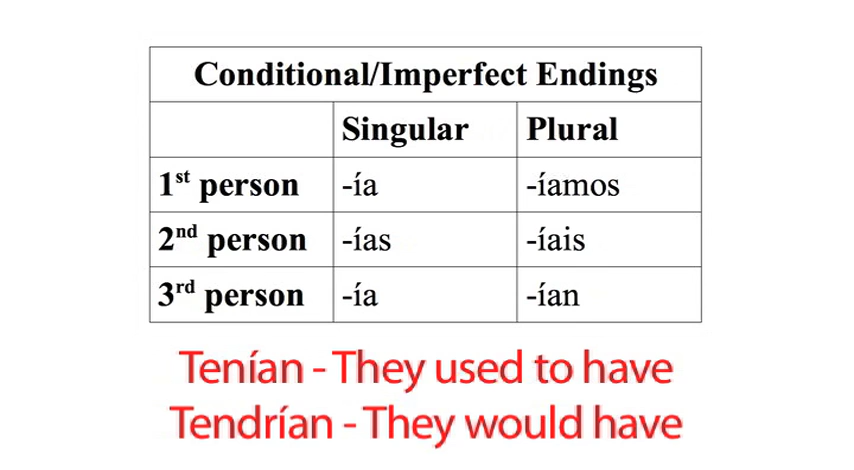 Conditional/Imperfect Endings
Singular Plural
1st person -ía -íamos
2nd person -ías -íais
3rd person -ía -ían
Tenían - They used to have
Tendrían - They would have